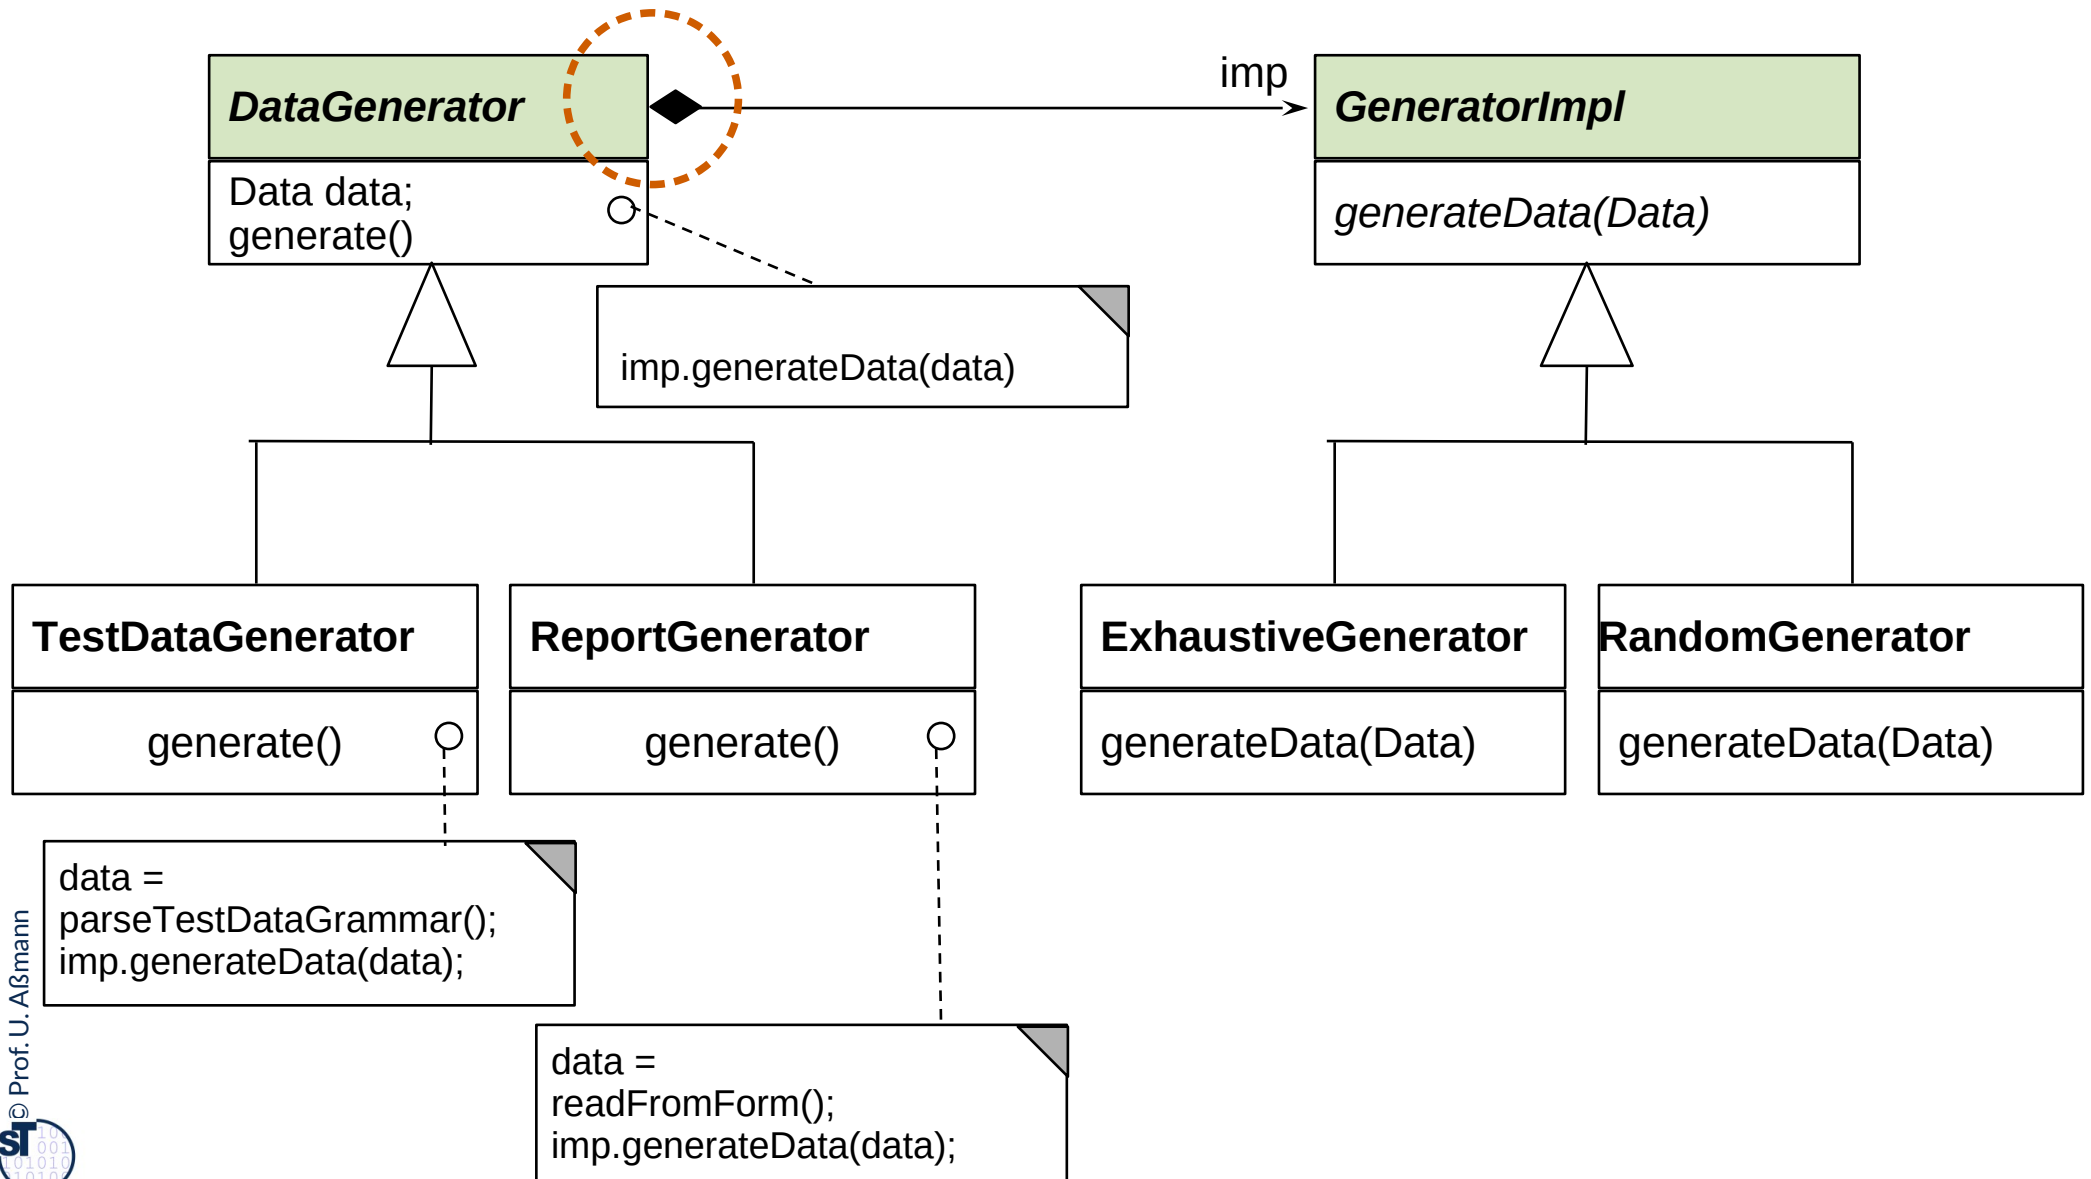 imp
DataGenerator
GeneratorImpl
Data data;
generate()
generateData(Data)
imp.generateData(data)
TestDataGenerator
ReportGenerator
ExhaustiveGenerator
RandomGenerator
generate()
generate()
generateData(Data)
generateData(Data)
data =
parseTestDataGrammar();
imp.generateData(data);
data =
readFromForm();
imp.generateData(data);
© Prof. U. Aßmann
ST